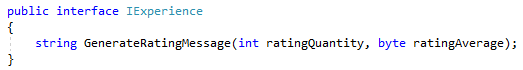 public interface IExperience
{
    string GenerateRatingMessage(int ratingQuantity, byte ratingAverage);
}